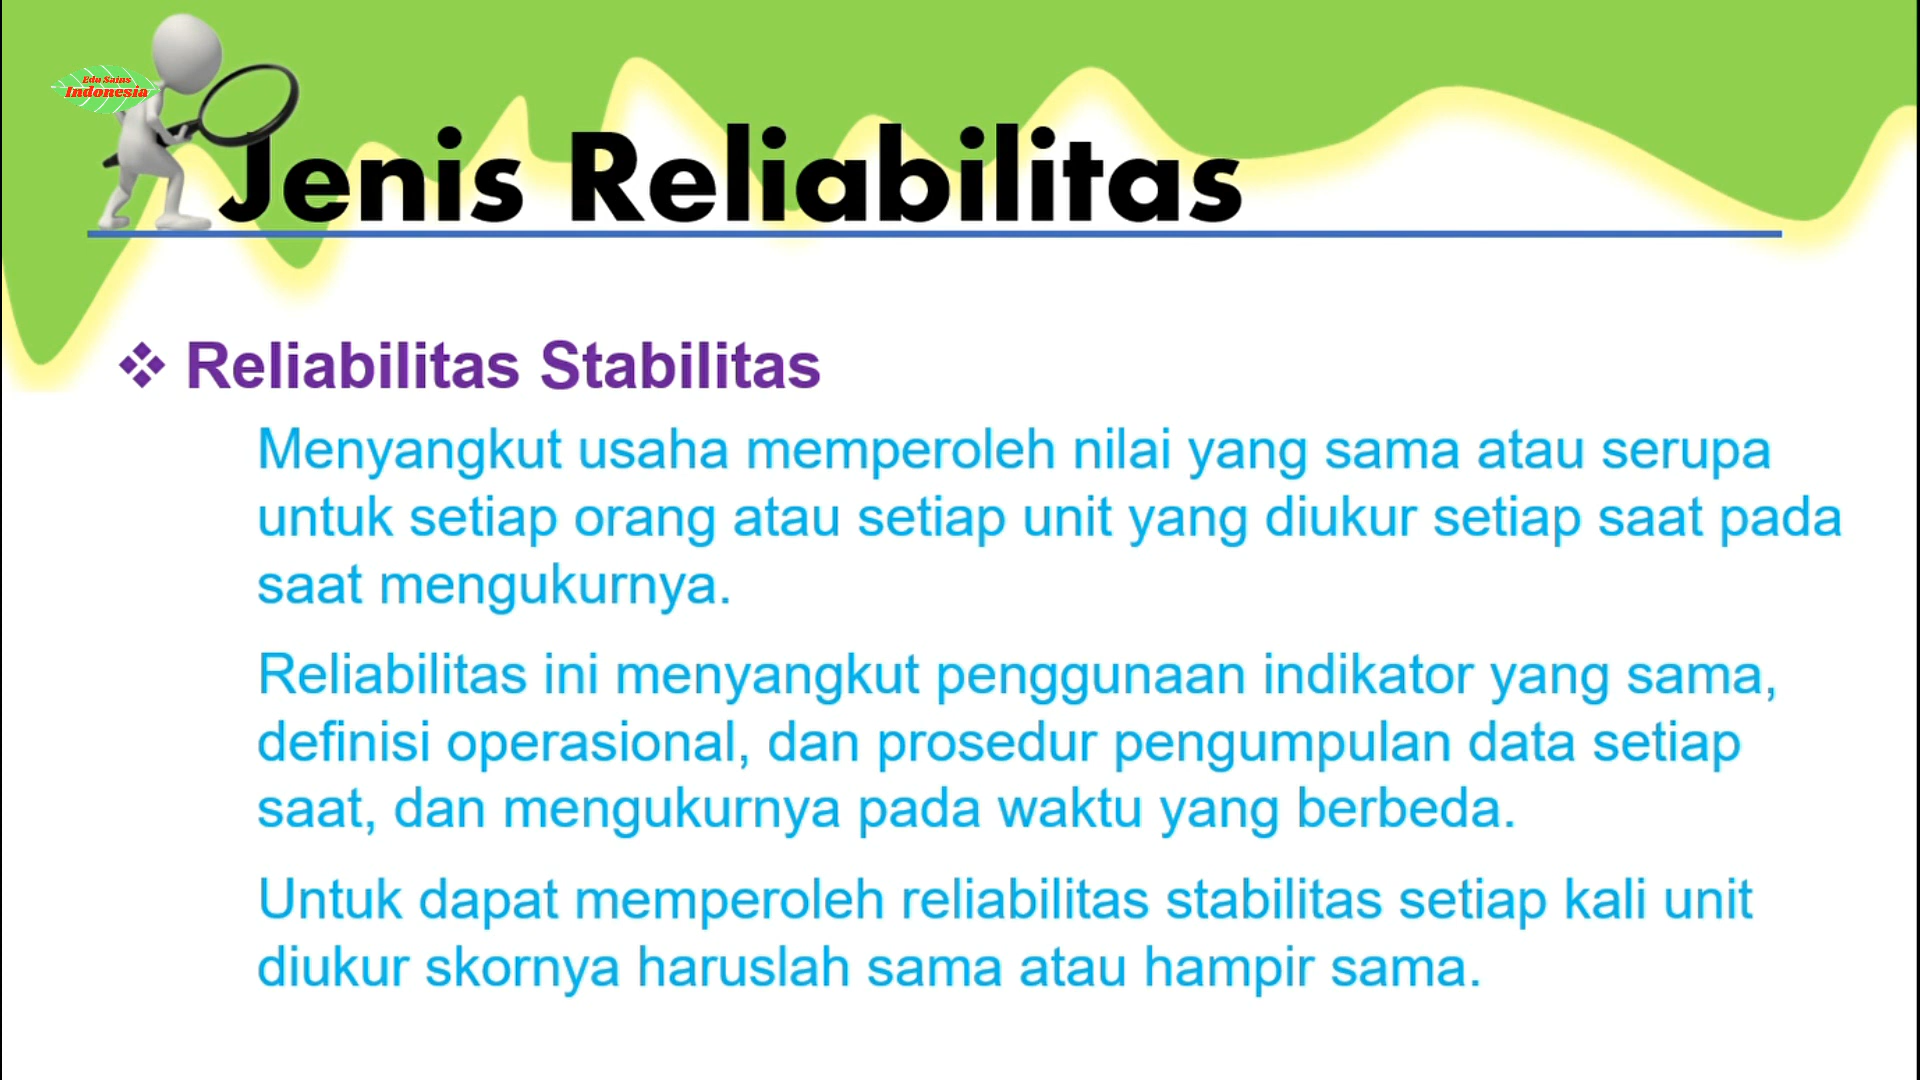 Edu Sains
Indonesia
Jenis Reliabilitas
❖ Reliabilitas Stabilitas
Menyangkut usaha memperoleh nilai yang sama atau serupa
untuk setiap orang atau setiap unit yang diukur setiap saat pada
saat mengukurnya.
Reliabilitas ini menyangkut penggunaan indikator yang sama,
definisi operasional, dan prosedur pengumpulan data setiap
saat, dan mengukurnya pada waktu yang berbeda.
Untuk dapat memperoleh reliabilitas stabilitas setiap kali unit
diukur skornya haruslah sama atau hampir sama.